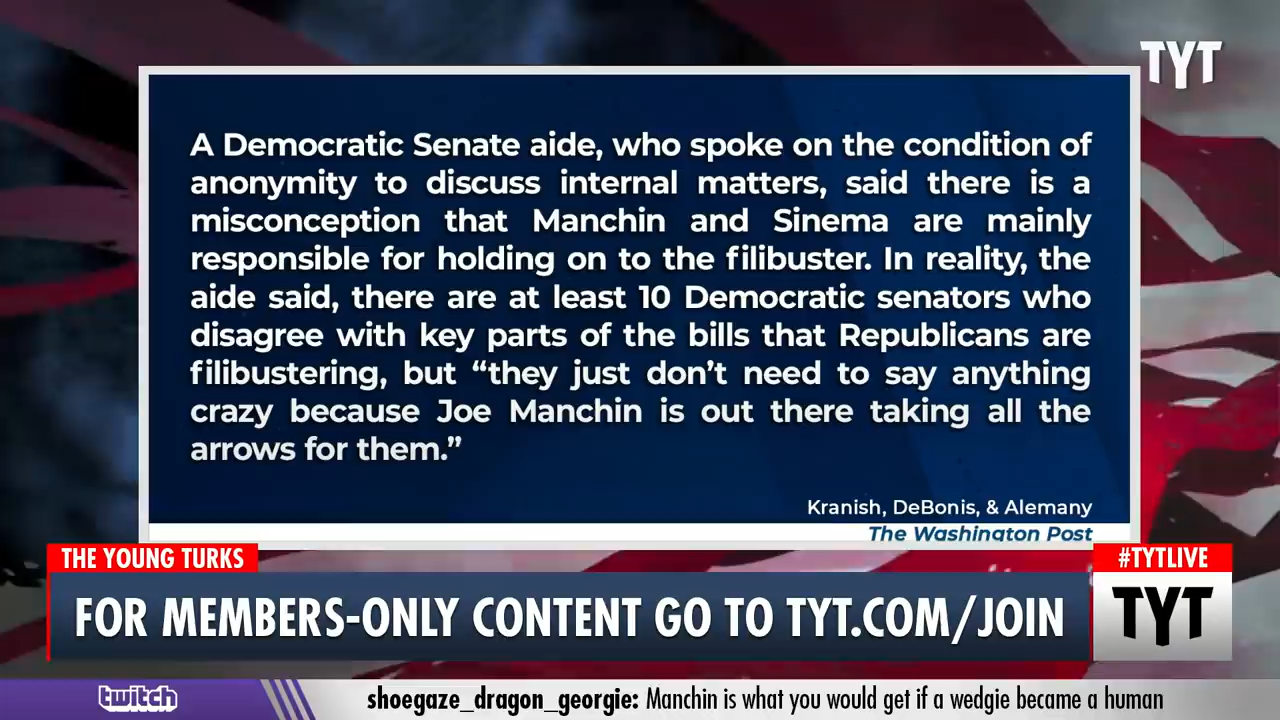 TYT
A Democratic Senate aide, who spoke on the condition of
anonymity to discuss internal matters, said there is a
misconception that Manchin and Sinema are mainly
responsible for holding on to the filibuster. In reality, the
aide said, there are at least 10 Democratic senators who
disagree with key parts of the bills that Republicans are
filibustering, but “they just don’t need to say anything
crazy because Joe Manchin is out there taking all the
arrows for them.”
Kranish, DeBonis, & Alemany
The Washington Post
THE YOUNG TURKS
#TYTLIVE
FOR MEMBERS-ONLY CONTENT GO TO TYT.COM/JOIN
TYT
twitch
shoegaze_dragon_georgie: Manchin is what you would get if a wedgie became a human